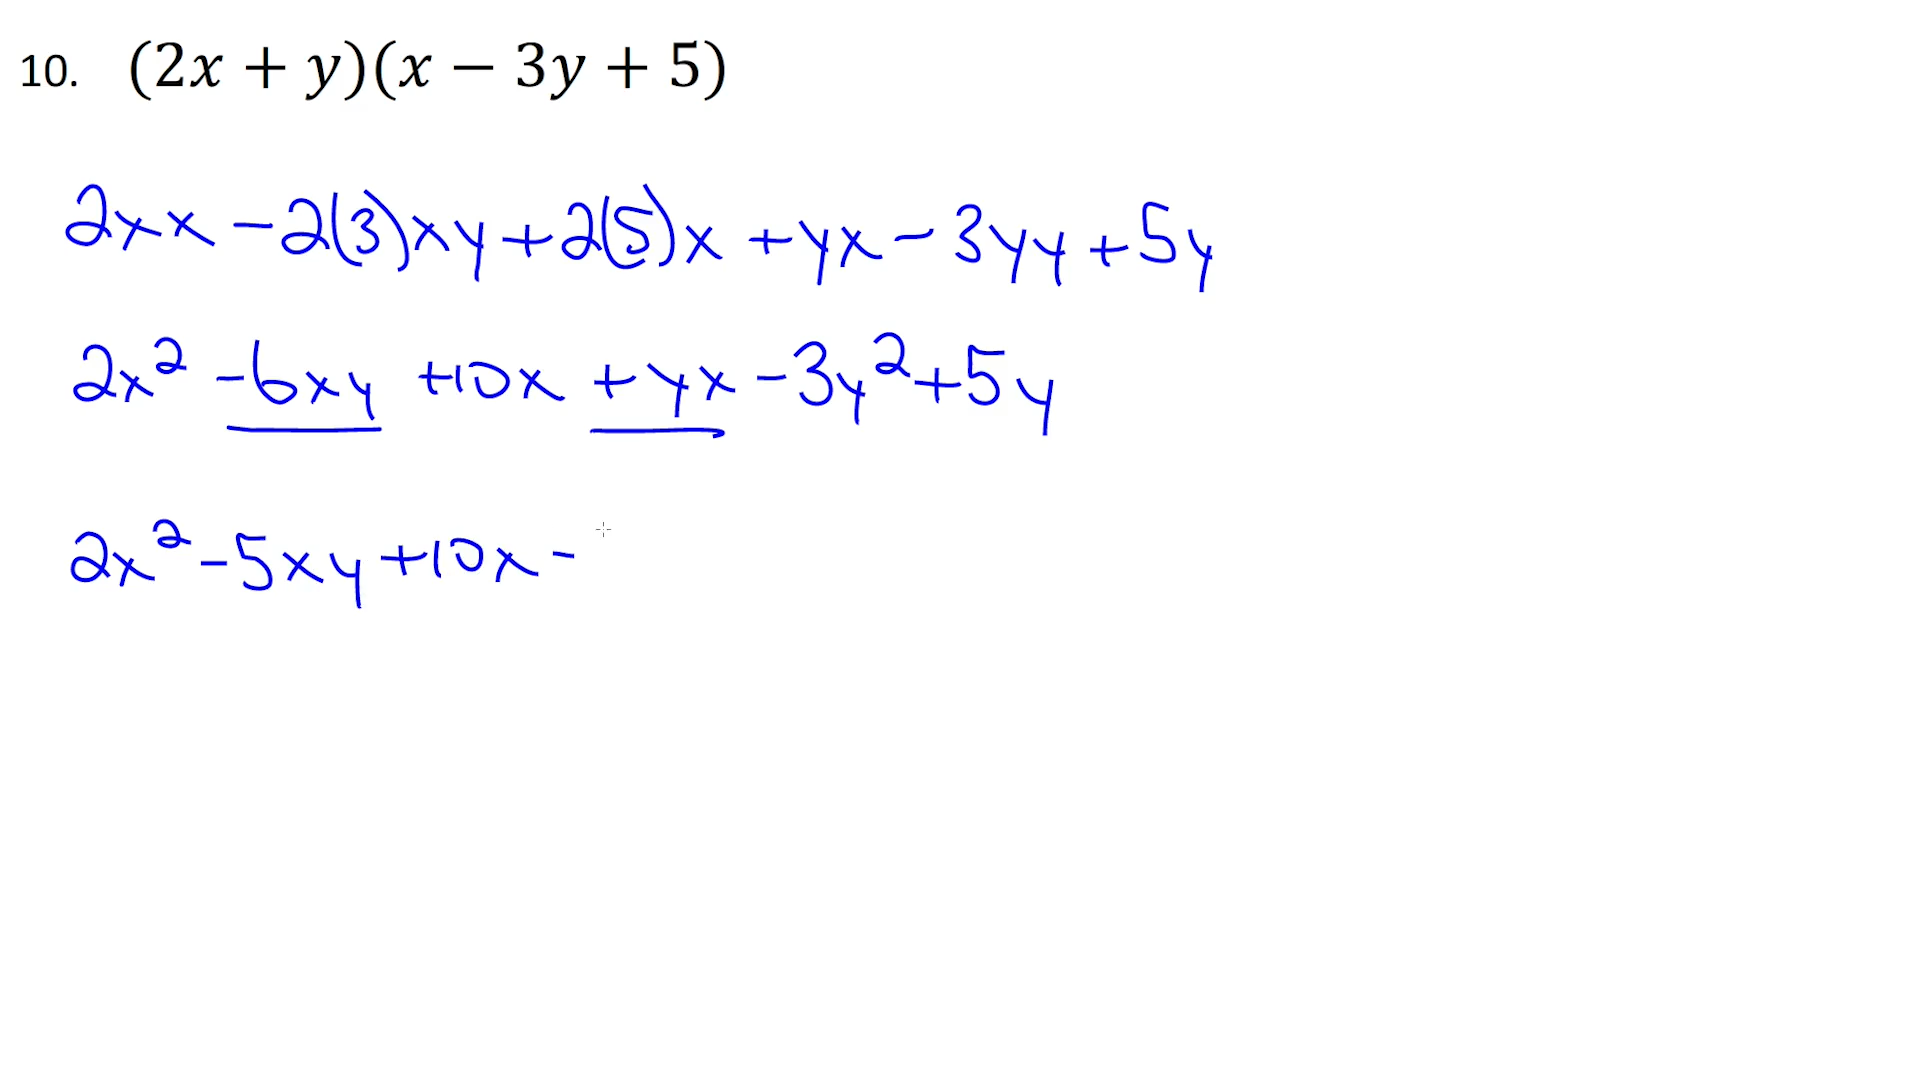 10. (2x + y)(x − 3y + 5)
2xx − 2(3)xy + 2(5)x + yx − 3yy + 5y
2x² − 6xy + 10x + yx − 3y² + 5y
2x² − 5xy + 10x −